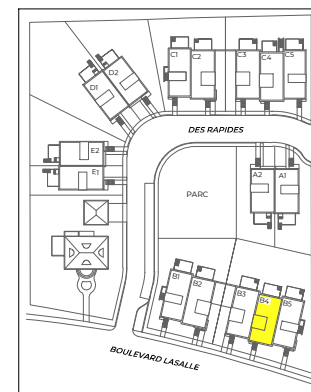 C1
C2
C3
C4
C5
D2
D1
DES RAPIDES
E2
E1
A2
A1
PARC
B1
B2
B3
B4
B5
BOULEVARD LASALLE